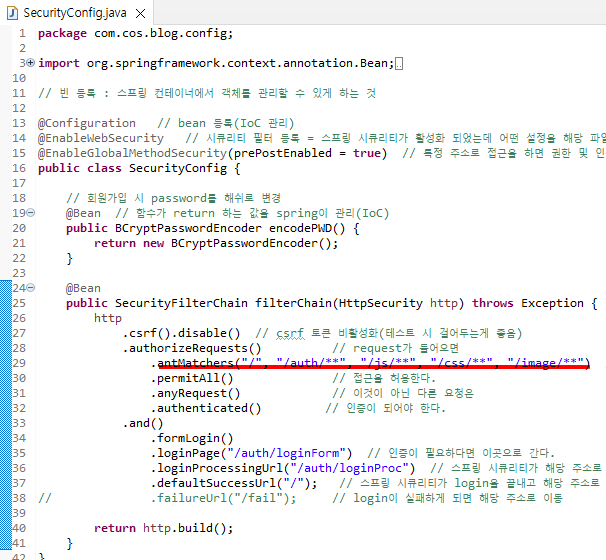 SecurityConfig.java
1 package com.cos.blog.config;
2
3 import org.springframework.context.annotation.Bean;
10
11 // 빈 등록 : 스프링 컨테이너에서 객체를 관리할 수 있게 하는 것
12
13 @Configuration // bean 등록(IoC 관리)
14 @EnableWebSecurity // 시큐리티 필터 등록 = 스프링 시큐리티가 활성화 되었는데 어떤 설정을 해당 파일
15 @EnableGlobalMethodSecurity(prePostEnabled = true) // 특정 주소로 접근을 하면 권한 및 인
16 public class SecurityConfig {
17
18 // 회원가입 시 password를 해쉬로 변경
19 @Bean // 함수가 return 하는 값을 spring이 관리(IoC)
20 public BCryptPasswordEncoder encodePWD() {
21 return new BCryptPasswordEncoder();
22 }
23
24 @Bean
25 public SecurityFilterChain filterChain(HttpSecurity http) throws Exception {
26 http
27 .csrf().disable() // csrf 토큰 비활성화(테스트 시 걸어두는게 좋음)
28 .authorizeRequests() // request가 들어오면
29 .antMatchers("/", "/auth/**", "/js/**", "/css/**", "/image/**")
30 .permitAll() // 접근을 허용한다.
31 .anyRequest() // 이것이 아닌 다른 요청은
32 .authenticated() // 인증이 되어야 한다.
33 .and()
34 .formLogin()
35 .loginPage("/auth/loginForm") // 인증이 필요하다면 이곳으로 간다.
36 .loginProcessingUrl("/auth/loginProc") // 스프링 시큐리티가 해당 주소로
37 .defaultSuccessUrl("/"); // 스프링 시큐리티가 login을 끝내고 해당 주소로
38 // .failureUrl("/fail"); // login이 실패하게 되면 해당 주소로 이동
39
40 return http.build();
41 }
42 }